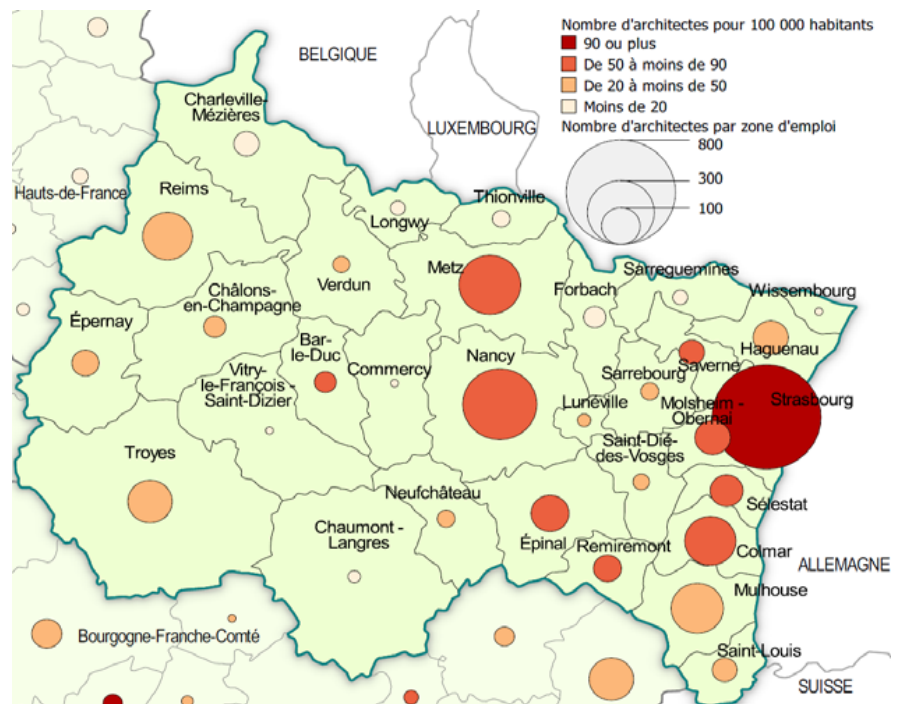 Nombre d'architectes pour 100 000 habitants
90 ou plus
De 50 à moins de 90
De 20 à moins de 50
Moins de 20
Nombre d'architectes par zone d'emploi
800
300
100
BELGIQUE
LUXEMBOURG
Charleville-
Mézières
Hauts-de-France
Reims
Longwy
Thionville
Verdun
Metz
Forbach
Sarreguemines
Wissembourg
Châlons-
en-Champagne
Épernay
Bar-
le-Duc
Commercy
Nancy
Haguenau
Saverne
Sarrebourg
Vitry-
le-François -
Saint-Dizier
Lunéville
Molsheim -
Obernai
Strasbourg
Troyes
Saint-Dié-
des-Vosges
Neufchâteau
Sélestat
Chaumont -
Langres
Épinal
Remiremont
Colmar
ALLEMAGNE
Mulhouse
Bourgogne-Franche-Comté
Saint-Louis
SUISSE